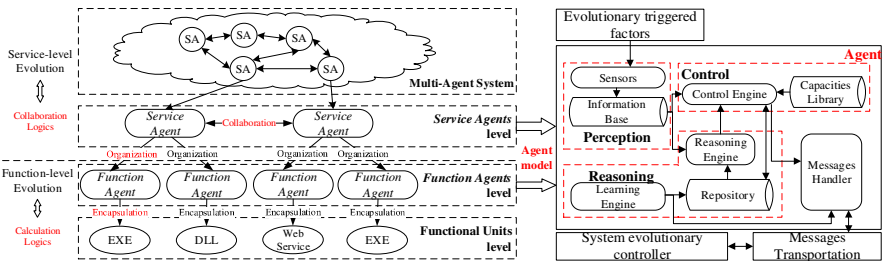 Service-level
Evolution
Collaboration
Logics
Function-level
Evolution
Calculation
Logics
SA
SA
SA
SA
SA
Multi-Agent System
Service
Agent
Collaboration
Service
Agent
Service Agents
level
Organization
Organization
Organization
Organization
Function
Agent
Function
Agent
Function
Agent
Function
Agent
Function Agents
level
Encapsulation
Encapsulation
Encapsulation
Encapsulation
EXE
DLL
Web
Service
EXE
Functional Units
level
Agent
model
Evolutionary triggered
factors
Agent
Sensors
Information
Base
Perception
Control
Control Engine
Capacities
Library
Reasoning
Engine
Reasoning
Learning
Engine
Repository
Messages
Handler
System evolutionary
controller
Messages
Transportation